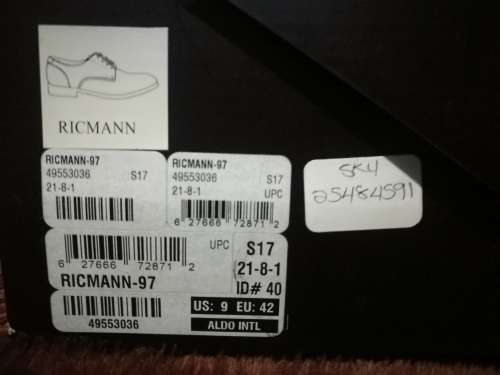 RICMANN
RICMANN-97
49553036 S17
21-8-1
RICMANN-97
49553036 S17
21-8-1 UPC
6 27666 72871 2
SKU
25484591
UPC S17
6 27666 72871 2 21-8-1
RICMANN-97 ID# 40
US: 9 EU: 42
49553036 ALDO INTL